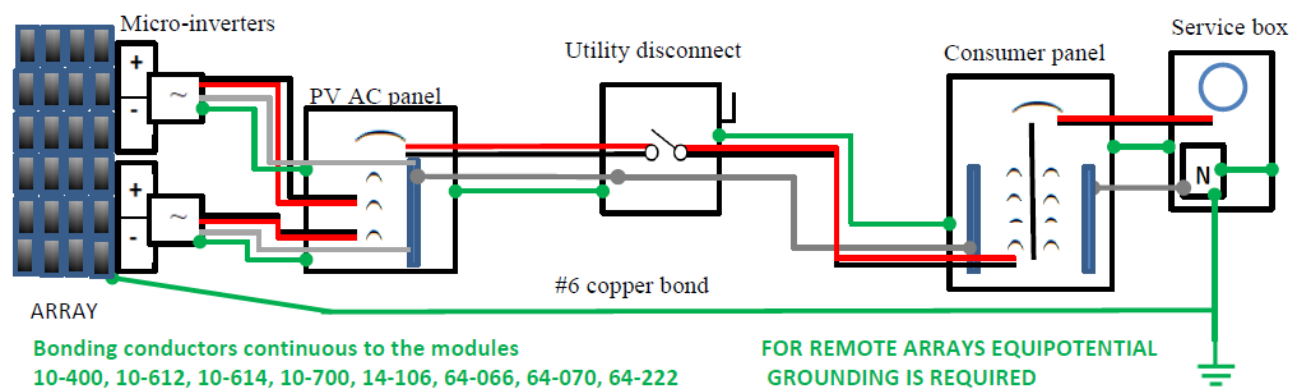 Micro-inverters
Utility disconnect
Consumer panel
Service box
PV AC panel
+
~
-
+
~
-
N
#6 copper bond
ARRAY
Bonding conductors continuous to the modules
10-400, 10-612, 10-614, 10-700, 14-106, 64-066, 64-070, 64-222
FOR REMOTE ARRAYS EQUIPOTENTIAL
GROUNDING IS REQUIRED